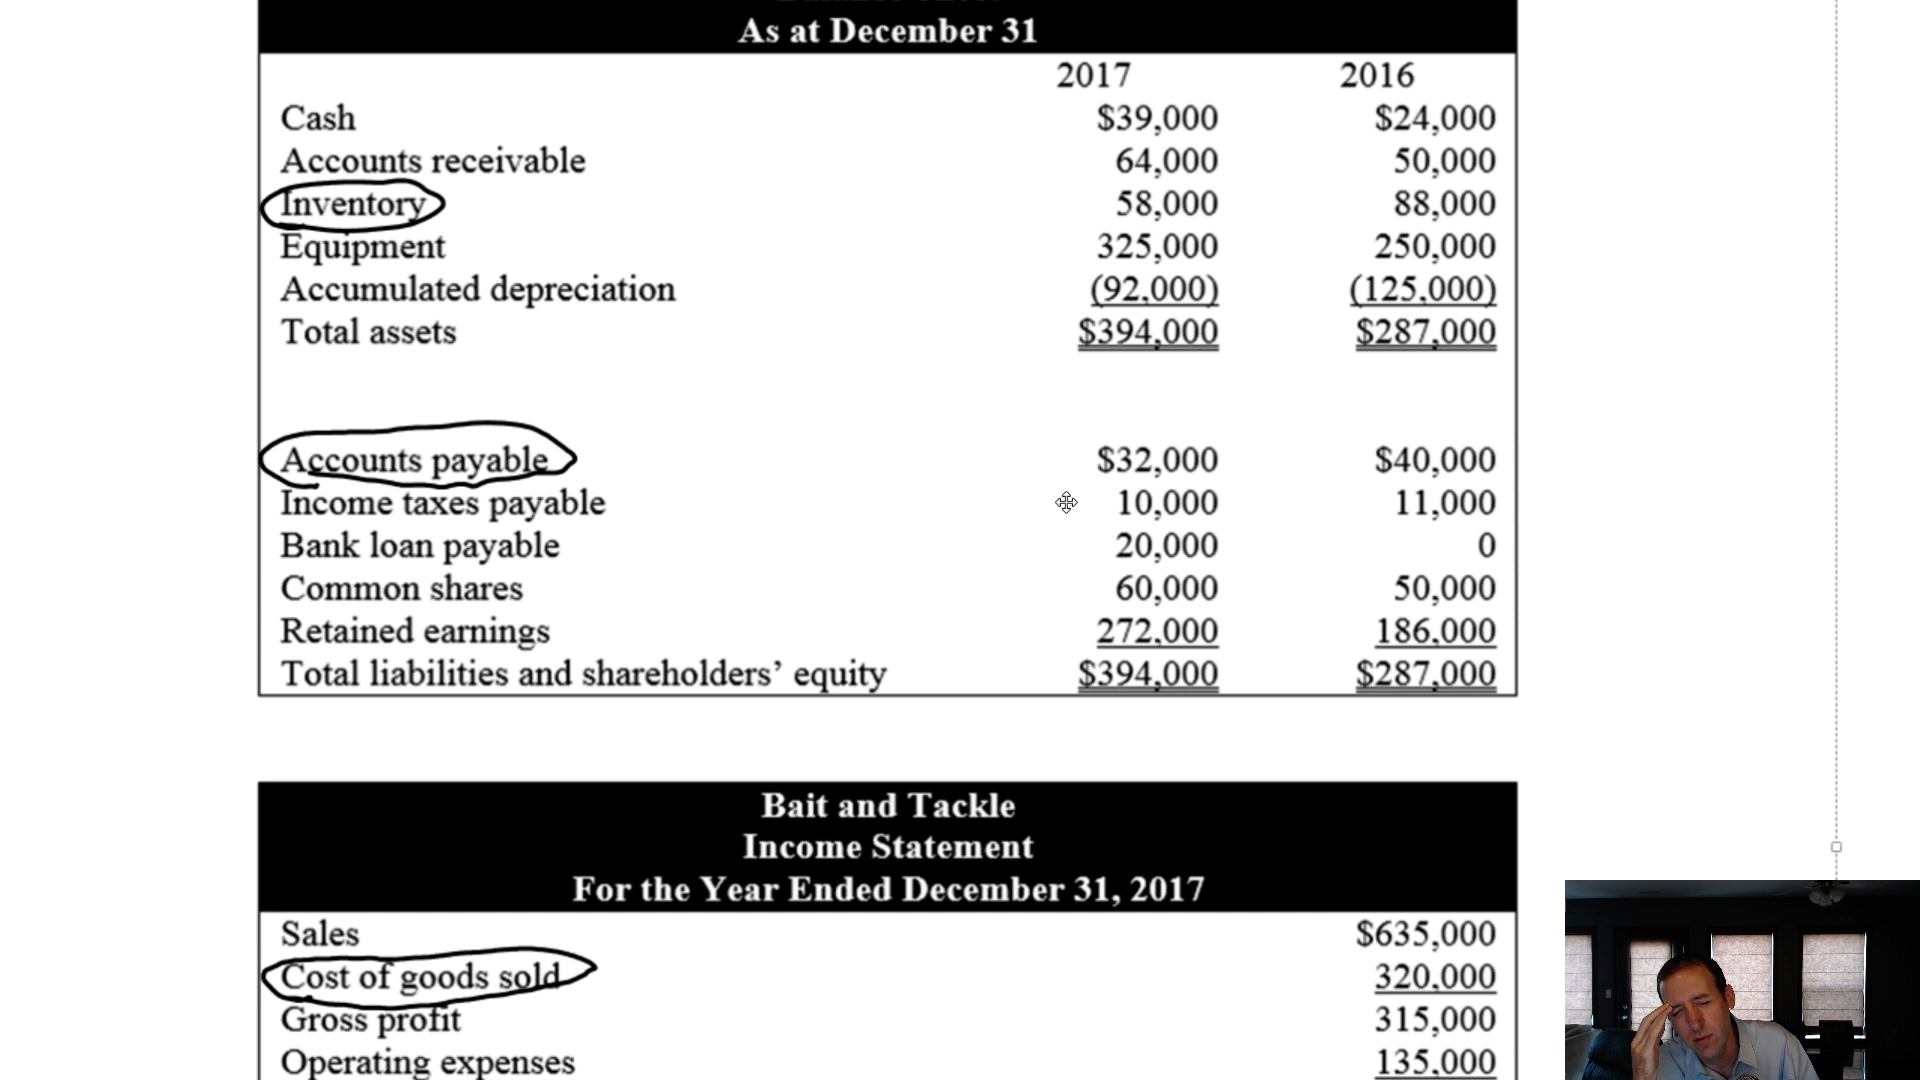 As at December 31
2017 2016
Cash $39,000 $24,000
Accounts receivable 64,000 50,000
Inventory 58,000 88,000
Equipment 325,000 250,000
Accumulated depreciation (92,000) (125,000)
Total assets $394,000 $287,000
Accounts payable $32,000 $40,000
Income taxes payable 10,000 11,000
Bank loan payable 20,000 0
Common shares 60,000 50,000
Retained earnings 272,000 186,000
Total liabilities and shareholders’ equity $394,000 $287,000
Bait and Tackle
Income Statement
For the Year Ended December 31, 2017
Sales $635,000
Cost of goods sold 320,000
Gross profit 315,000
Operating expenses 135,000